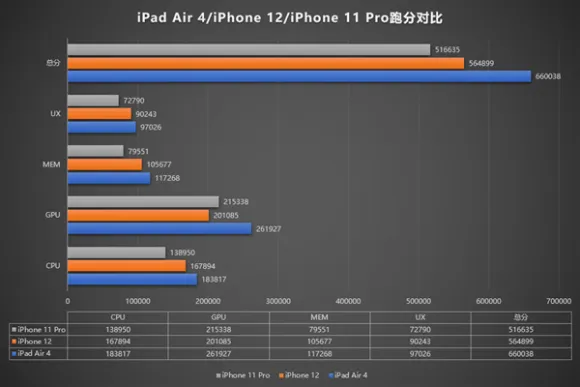 iPad Air 4/iPhone 12/iPhone 11 Pro跑分对比
总分
516635
564899
660038
UX
72790
90243
97026
MEM
79551
105677
117268
GPU
215338
201085
261927
CPU
138950
167894
183817
0 100000 200000 300000 400000 500000 600000 700000
CPU GPU MEM UX 总分
iPhone 11 Pro 138950 215338 79551 72790 516635
iPhone 12 167894 201085 105677 90243 564899
iPad Air 4 183817 261927 117268 97026 660038
iPhone 11 Pro iPhone 12 iPad Air 4